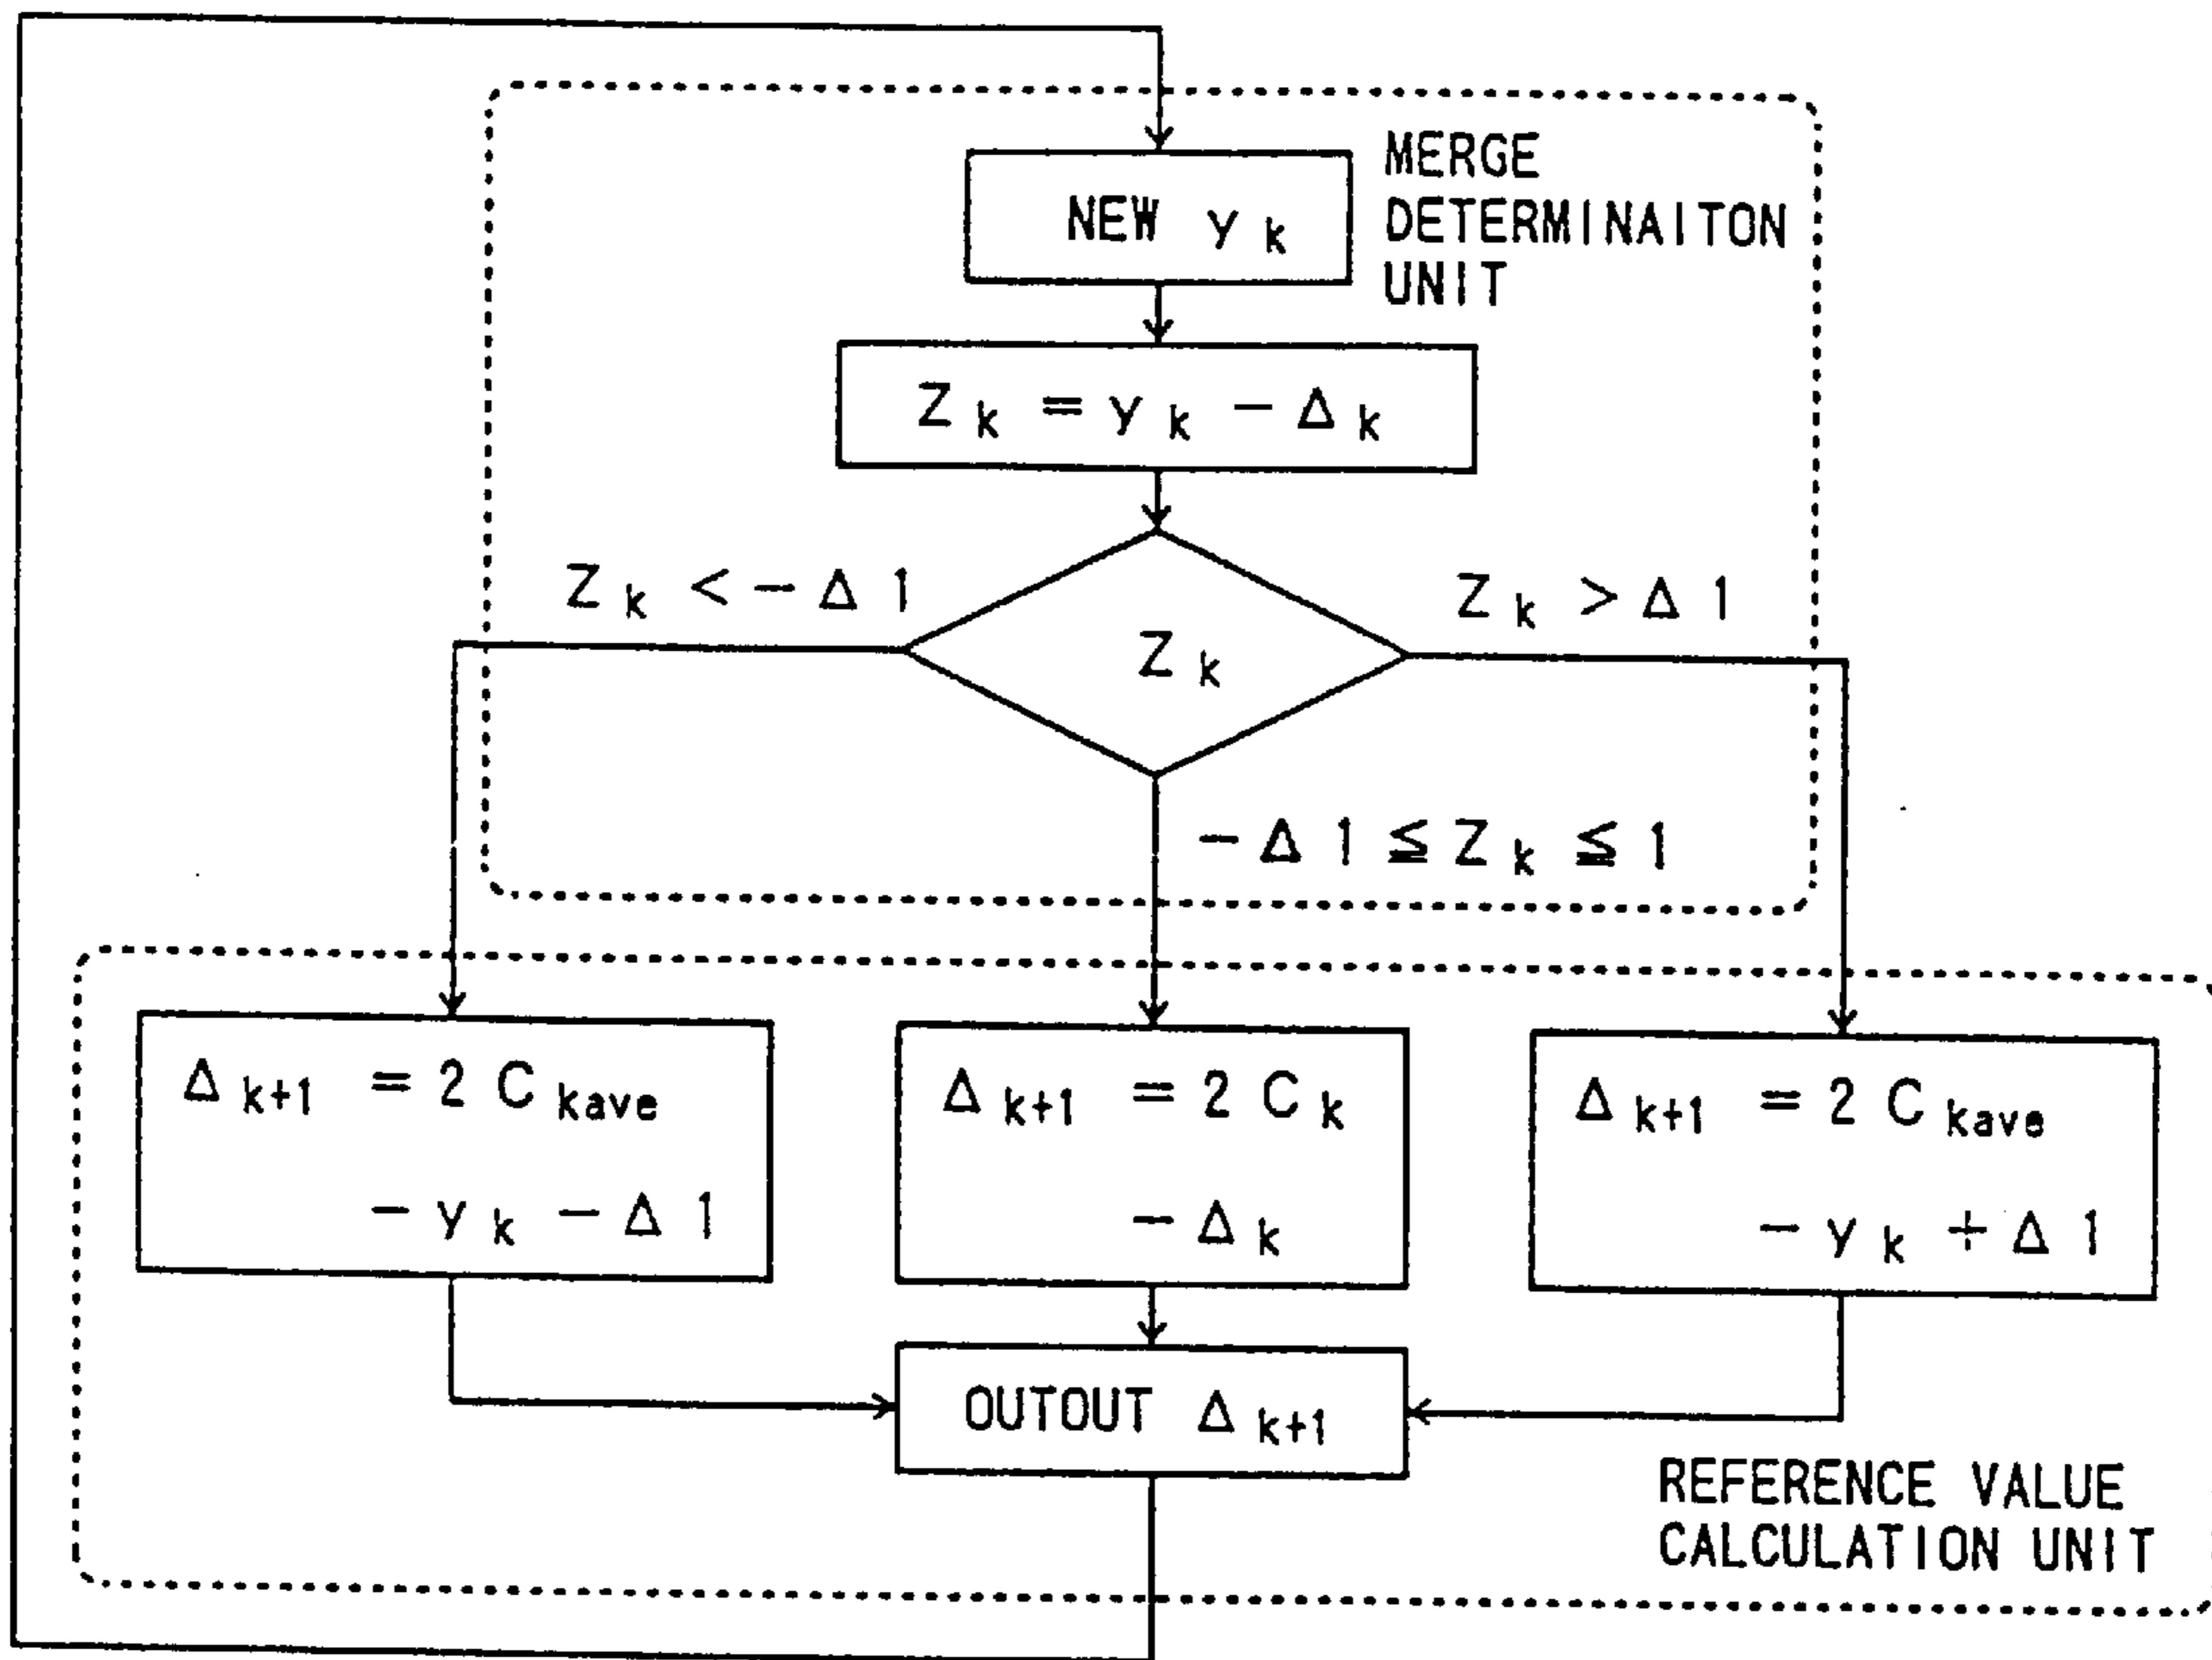 MERGE
DETERMINAITON
UNIT
NEW y k
Z k = y k − Δ k
Z k < − Δ 1
Z k > Δ 1
Z k
− Δ 1 ≦ Z k ≦ 1
Δ k+1 = 2 C kave
− y k − Δ 1
Δ k+1 = 2 C k
− Δ k
Δ k+1 = 2 C kave
− y k + Δ 1
OUTOUT Δ k+1
REFERENCE VALUE
CALCULATION UNIT